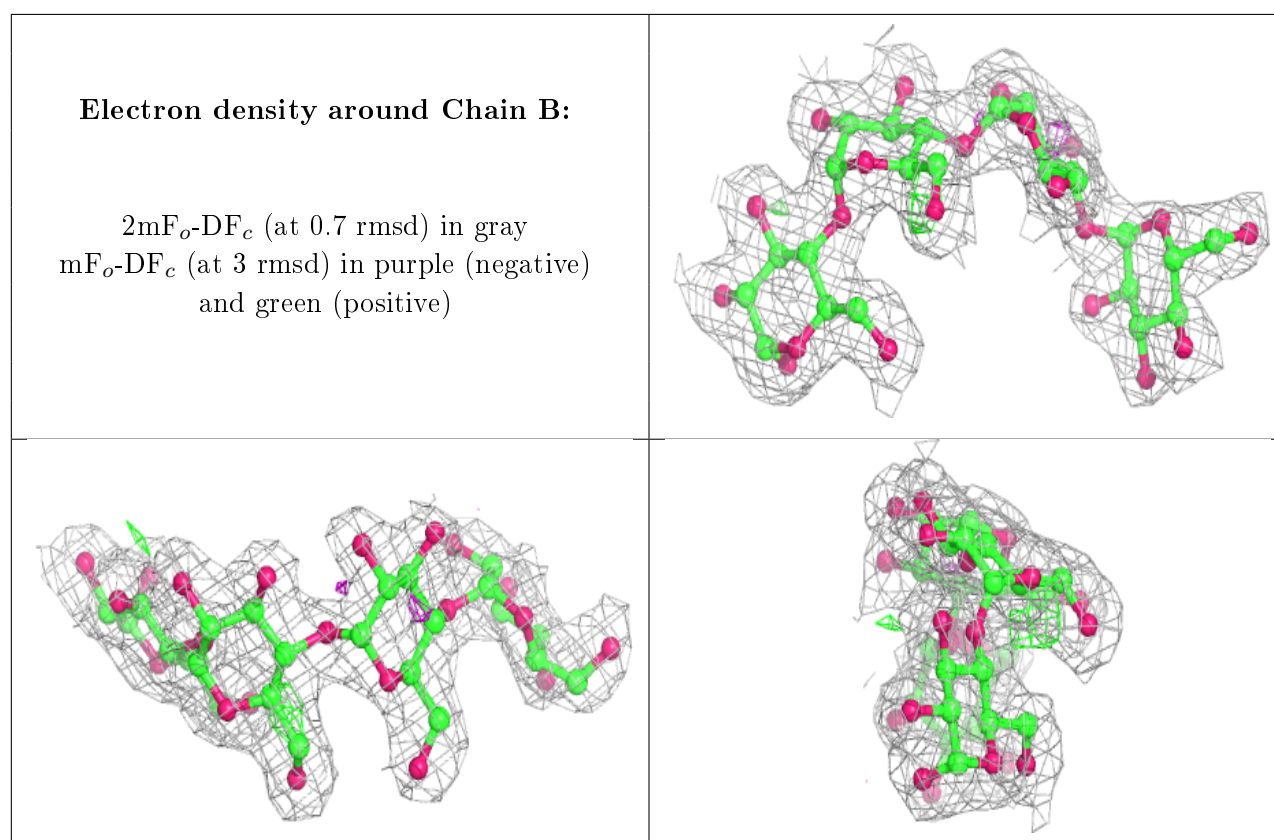 Electron density around Chain B:
2mFo-DFc (at 0.7 rmsd) in gray
mFo-DFc (at 3 rmsd) in purple (negative)
and green (positive)